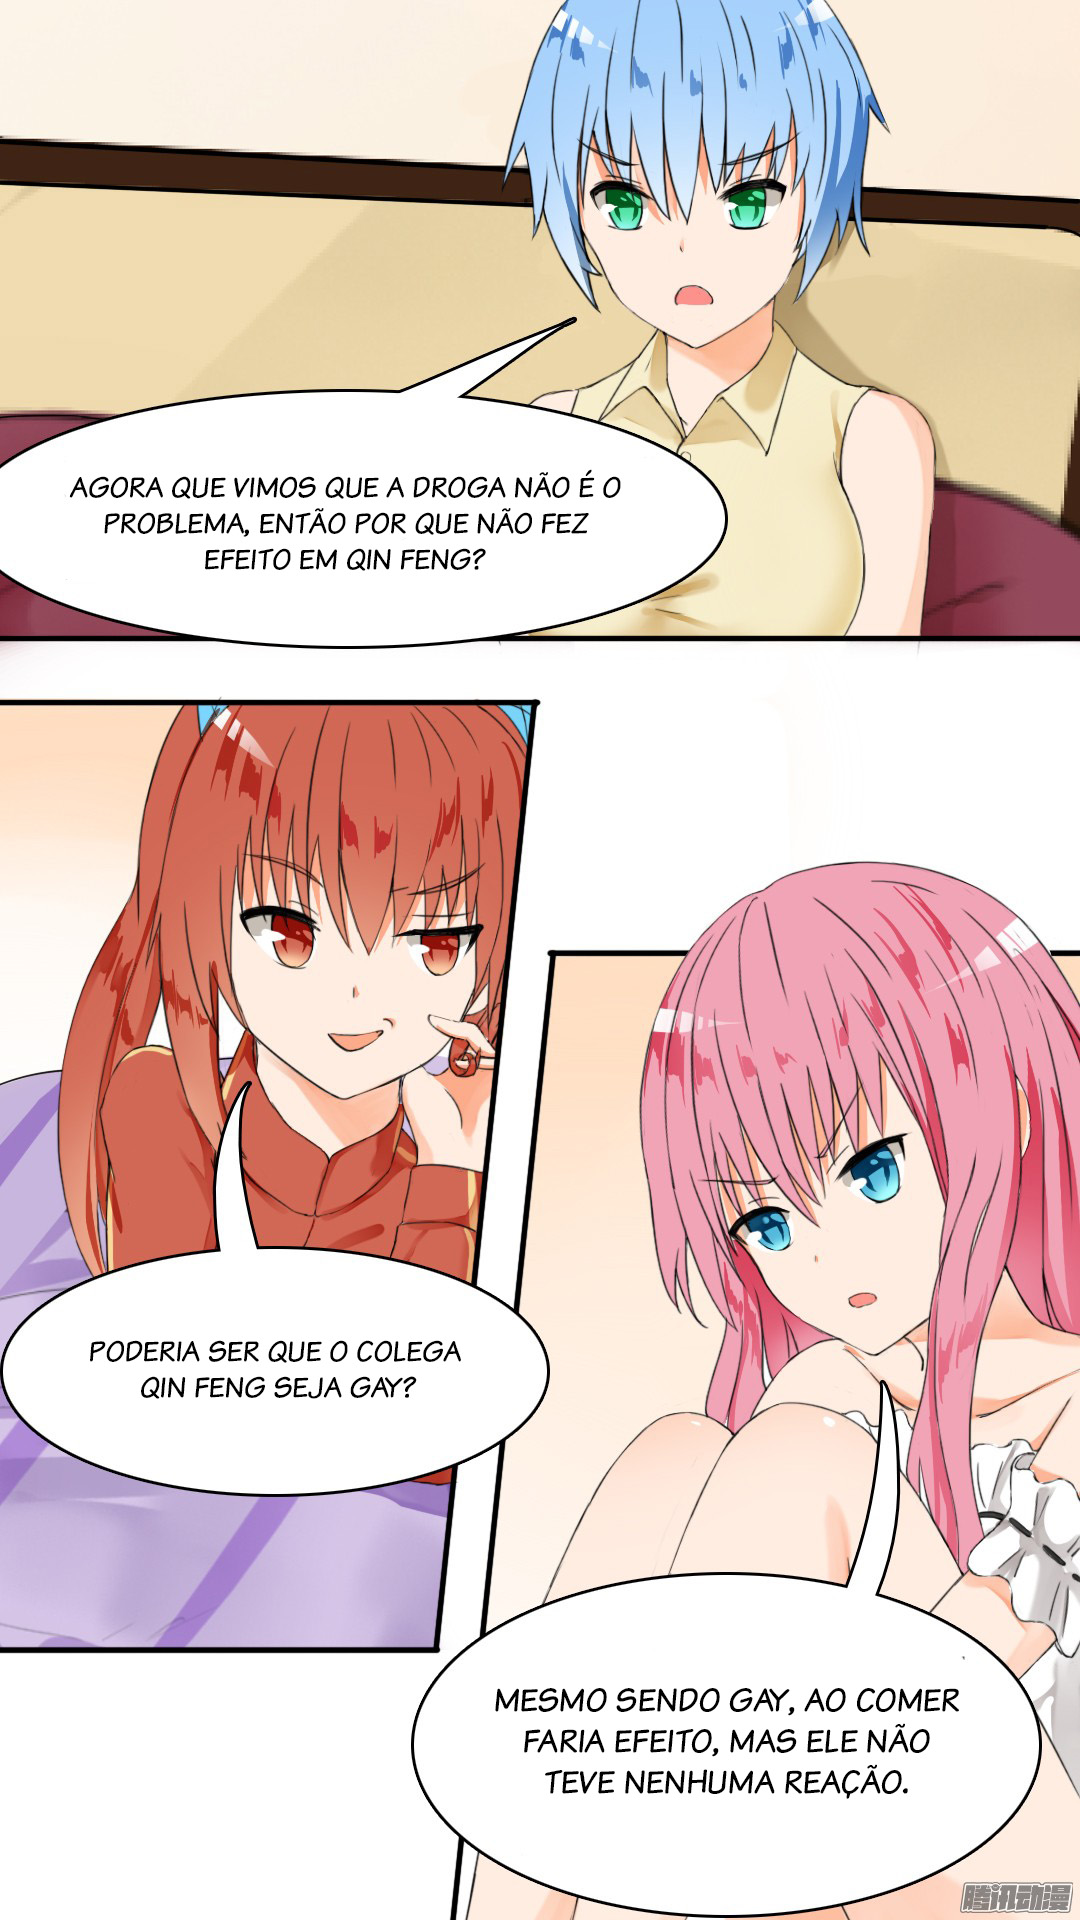 AGORA QUE VIMOS QUE A DROGA NÃO É O
PROBLEMA, ENTÃO POR QUE NÃO FEZ
EFEITO EM QIN FENG?
PODERIA SER QUE O COLEGA
QIN FENG SEJA GAY?
MESMO SENDO GAY, AO COMER
FARIA EFEITO, MAS ELE NÃO
TEVE NENHUMA REAÇÃO.
腾讯动漫